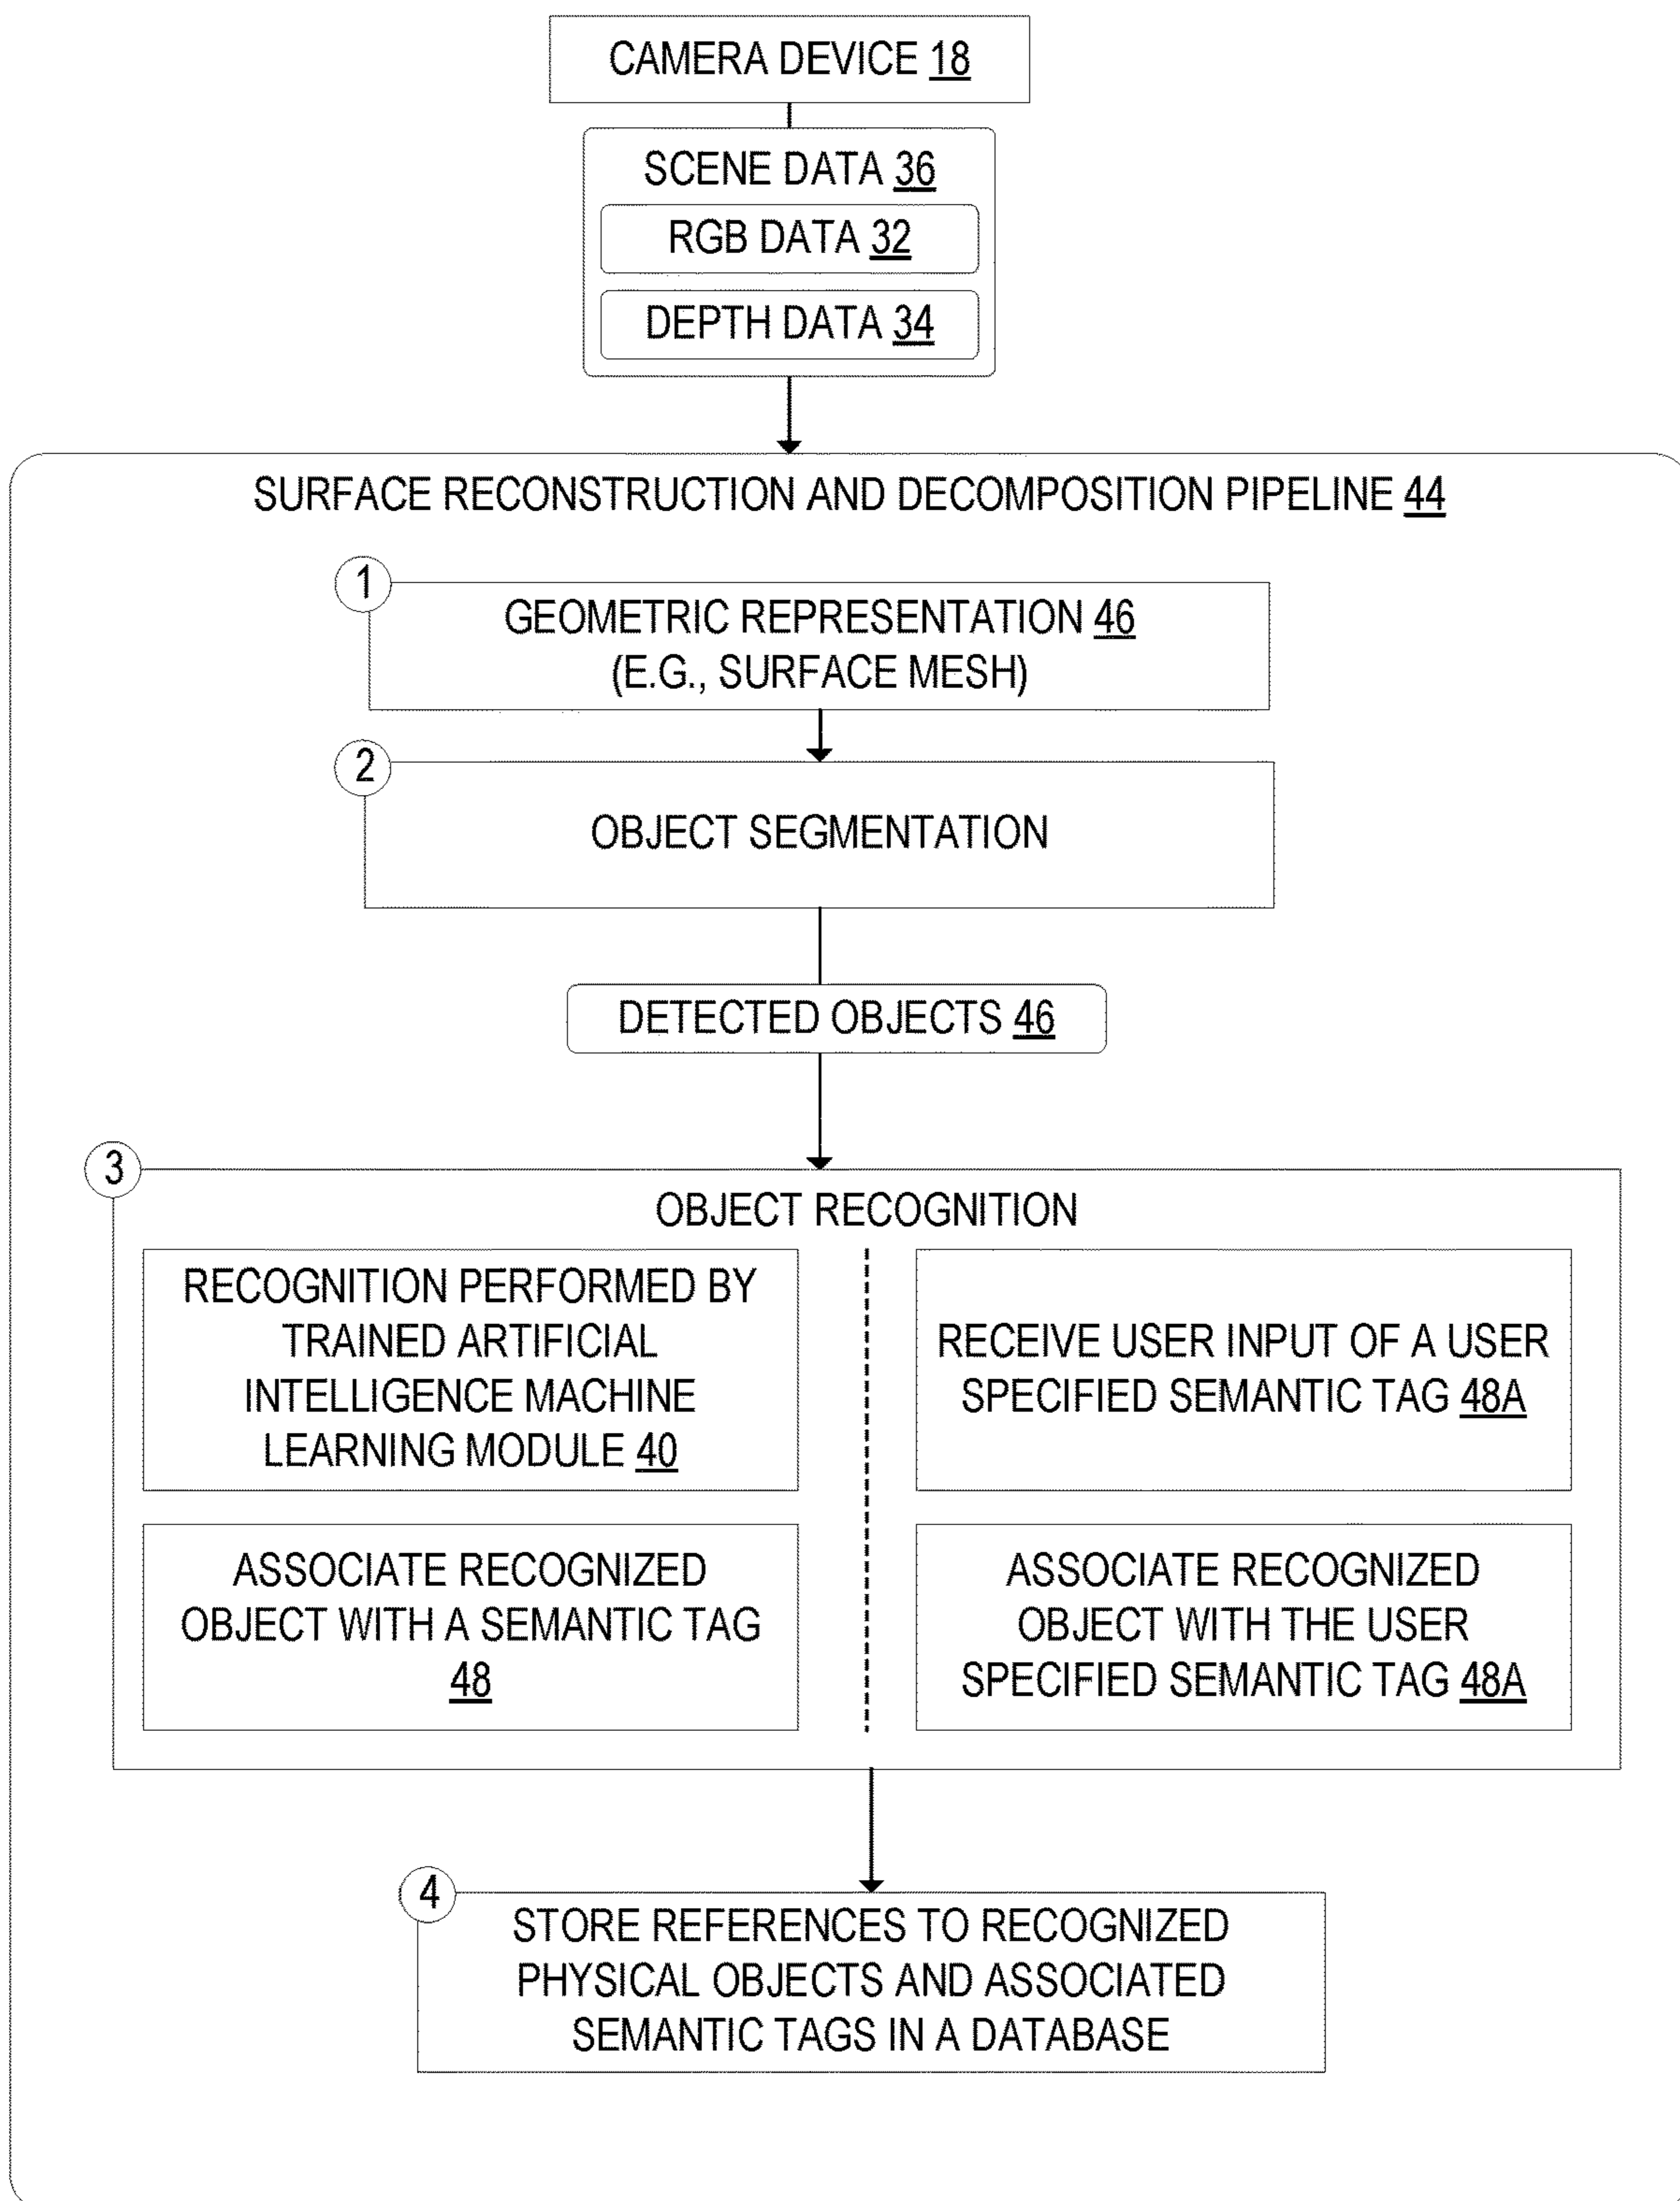 CAMERA DEVICE 18
SCENE DATA 36
RGB DATA 32
DEPTH DATA 34
SURFACE RECONSTRUCTION AND DECOMPOSITION PIPELINE 44
1
GEOMETRIC REPRESENTATION 46
(E.G., SURFACE MESH)
2
OBJECT SEGMENTATION
DETECTED OBJECTS 46
3
OBJECT RECOGNITION
RECOGNITION PERFORMED BY
TRAINED ARTIFICIAL
INTELLIGENCE MACHINE
LEARNING MODULE 40
RECEIVE USER INPUT OF A USER
SPECIFIED SEMANTIC TAG 48A
ASSOCIATE RECOGNIZED
OBJECT WITH A SEMANTIC TAG
48
ASSOCIATE RECOGNIZED
OBJECT WITH THE USER
SPECIFIED SEMANTIC TAG 48A
4
STORE REFERENCES TO RECOGNIZED
PHYSICAL OBJECTS AND ASSOCIATED
SEMANTIC TAGS IN A DATABASE